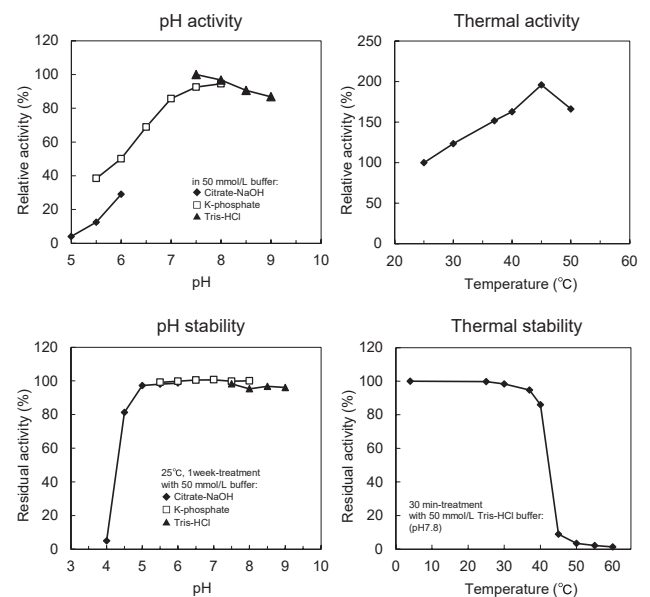 pH activity
120
100
80
60
40
20
0
Relative activity (%)
in 50 mmol/L buffer:
Citrate-NaOH
K-phosphate
Tris-HCl
5 6 7 8 9 10
pH
Thermal activity
250
200
150
100
50
0
Relative activity (%)
20 30 40 50 60
Temperature (℃)
pH stability
120
100
80
60
40
20
0
Residual activity (%)
25℃, 1week-treatment
with 50 mmol/L buffer:
Citrate-NaOH
K-phosphate
Tris-HCl
3 4 5 6 7 8 9 10
pH
Thermal stability
120
100
80
60
40
20
0
Residual activity (%)
30 min-treatment
with 50 mmol/L Tris-HCl buffer:
(pH7.8)
0 10 20 30 40 50 60
Temperature (℃)